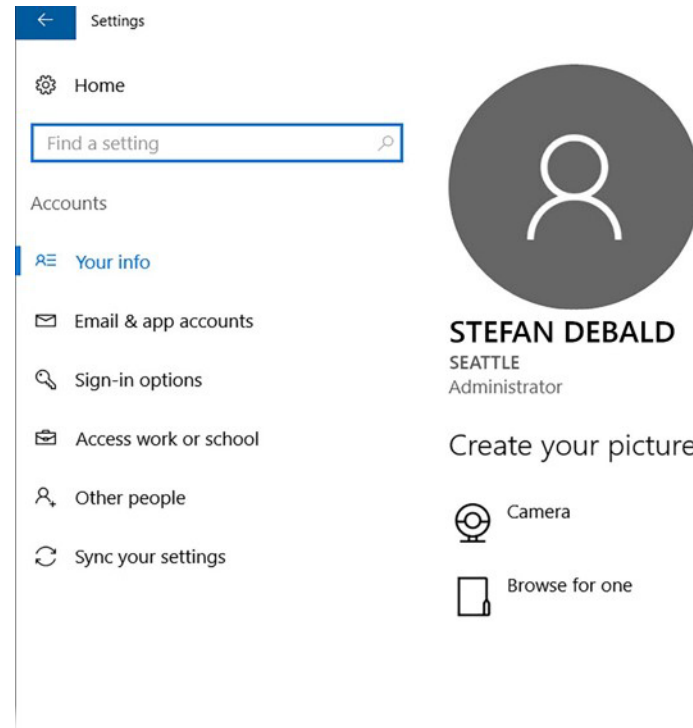 Settings
Home
Find a setting
Accounts
Your info
Email & app accounts
Sign-in options
Access work or school
Other people
Sync your settings
STEFAN DEBALD
SEATTLE
Administrator
Create your picture
Camera
Browse for one